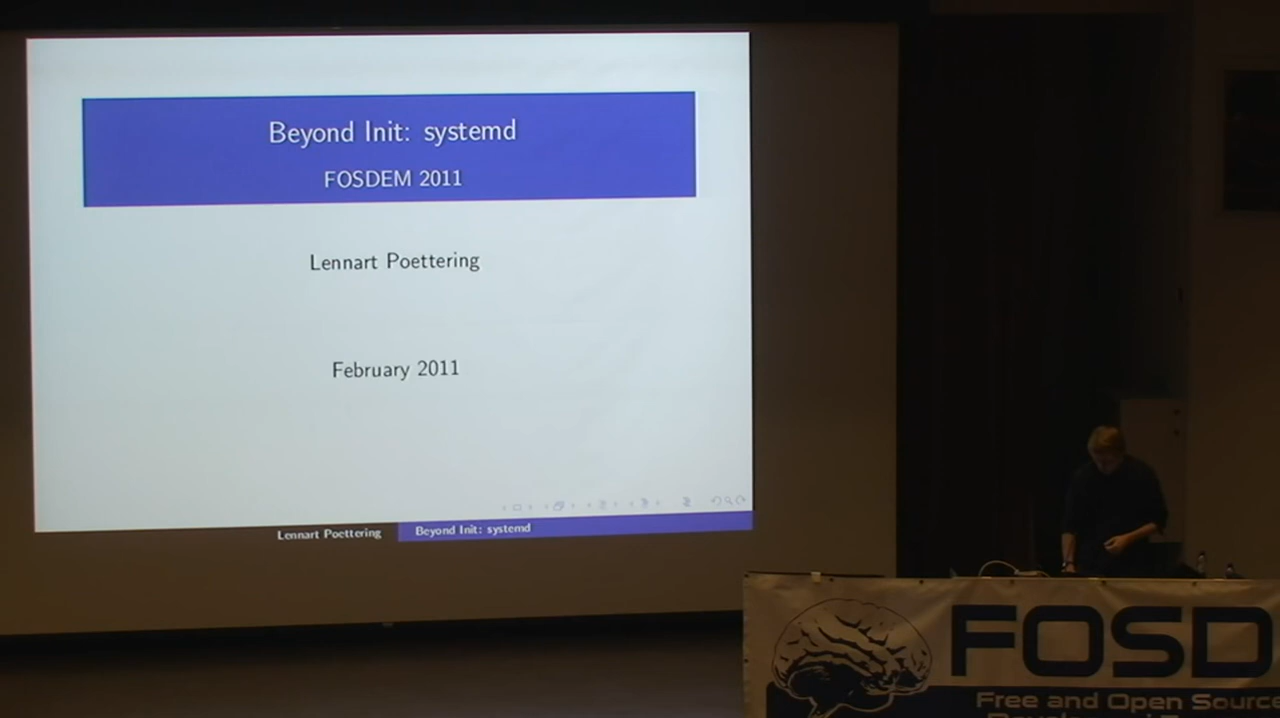 Beyond Init: systemd
FOSDEM 2011
Lennart Poettering
February 2011
Lennart Poettering
Beyond Init: systemd
FOSD
Free and Open Source